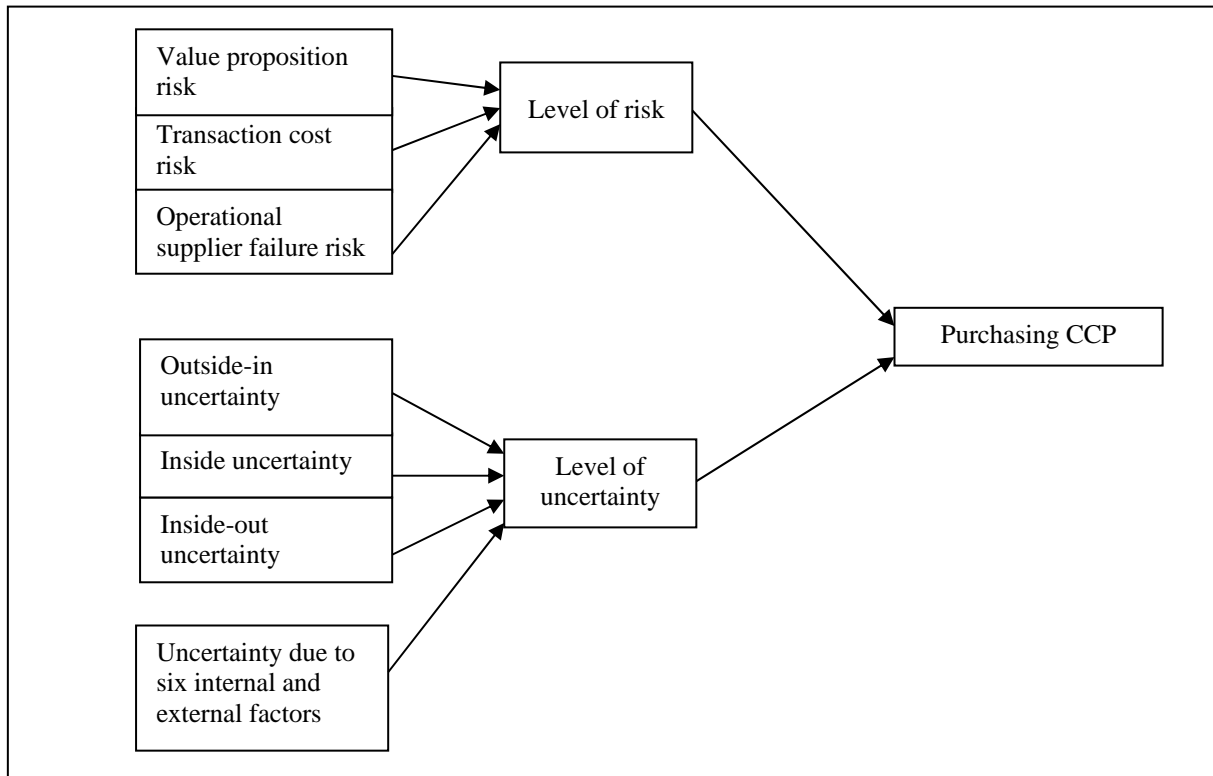 Value proposition
risk
Transaction cost
risk
Operational
supplier failure risk
Level of risk
Outside-in
uncertainty
Inside uncertainty
Inside-out
uncertainty
Uncertainty due to
six internal and
external factors
Level of
uncertainty
Purchasing CCP